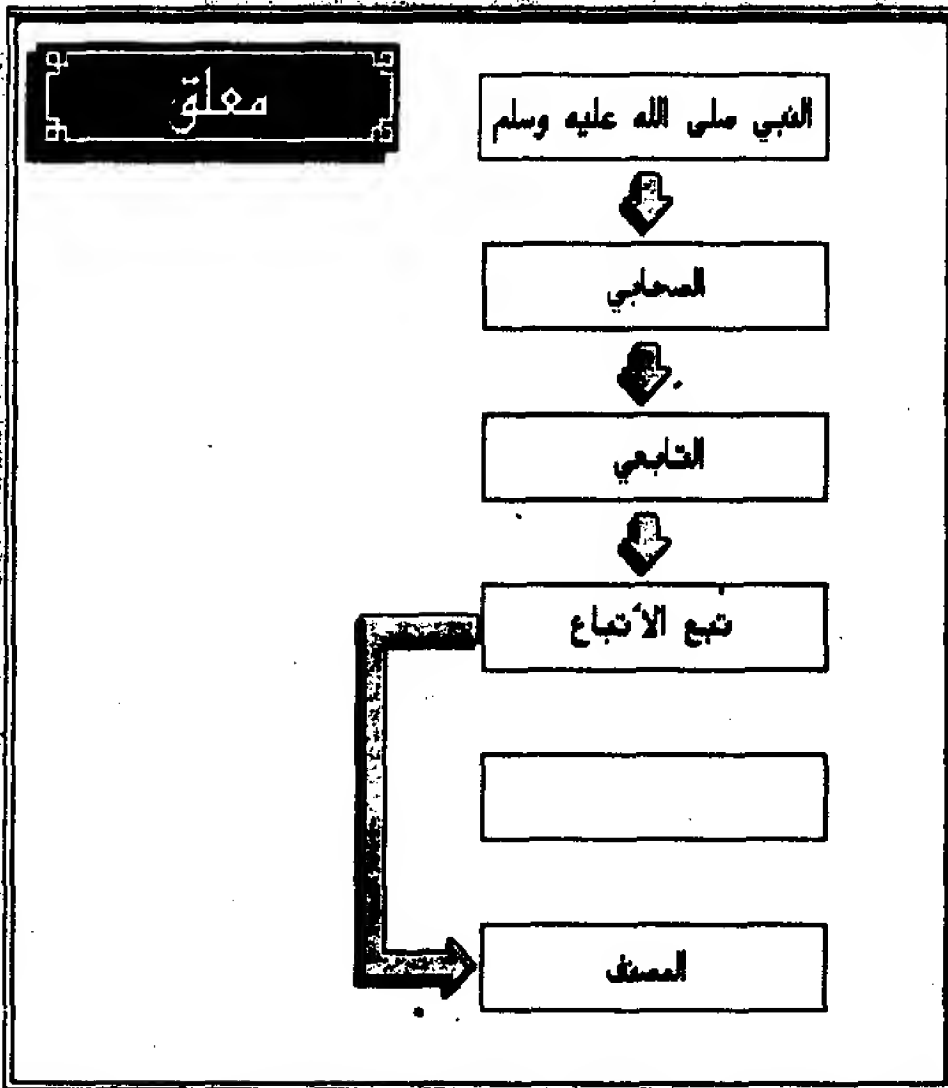 معلق
النبي صلى الله عليه وسلم
الصحابي
التابعي
تبع الأتباع
المصنف